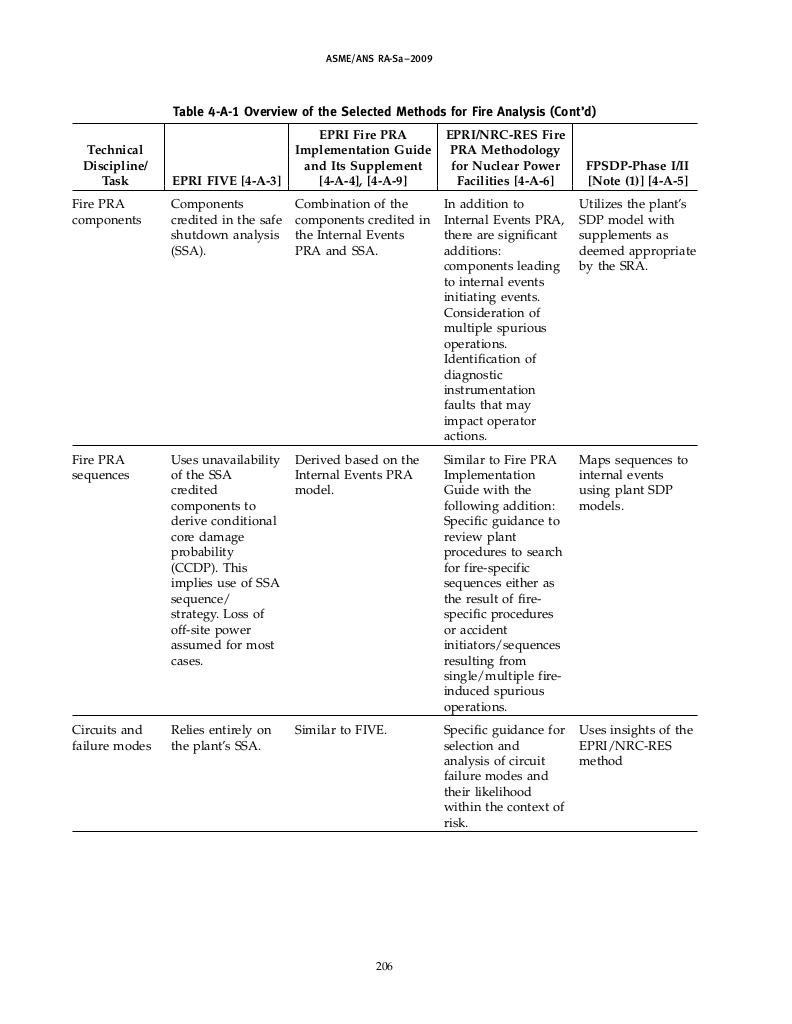 ASME/ANS RA-Sa–2009
Table 4-A-1 Overview of the Selected Methods for Fire Analysis (Cont’d)
Technical
Discipline/
Task
EPRI FIVE [4-A-3]
EPRI Fire PRA
Implementation Guide
and Its Supplement
[4-A-4], [4-A-9]
EPRI/NRC-RES Fire
PRA Methodology
for Nuclear Power
Facilities [4-A-6]
FPSDP-Phase I/II
[Note (1)] [4-A-5]
Fire PRA
components
Components
credited in the safe
shutdown analysis
(SSA).
Combination of the
components credited in
the Internal Events
PRA and SSA.
In addition to
Internal Events PRA,
there are significant
additions:
components leading
to internal events
initiating events.
Consideration of
multiple spurious
operations.
Identification of
diagnostic
instrumentation
faults that may
impact operator
actions.
Utilizes the plant’s
SDP model with
supplements as
deemed appropriate
by the SRA.
Fire PRA
sequences
Uses unavailability
of the SSA
credited
components to
derive conditional
core damage
probability
(CCDP). This
implies use of SSA
sequence/
strategy. Loss of
off-site power
assumed for most
cases.
Derived based on the
Internal Events PRA
model.
Similar to Fire PRA
Implementation
Guide with the
following addition:
Specific guidance to
review plant
procedures to search
for fire-specific
sequences either as
the result of fire-
specific procedures
or accident
initiators/sequences
resulting from
single/multiple fire-
induced spurious
operations.
Maps sequences to
internal events
using plant SDP
models.
Circuits and
failure modes
Relies entirely on
the plant’s SSA.
Similar to FIVE.
Specific guidance for
selection and
analysis of circuit
failure modes and
their likelihood
within the context of
risk.
Uses insights of the
EPRI/NRC-RES
method
206